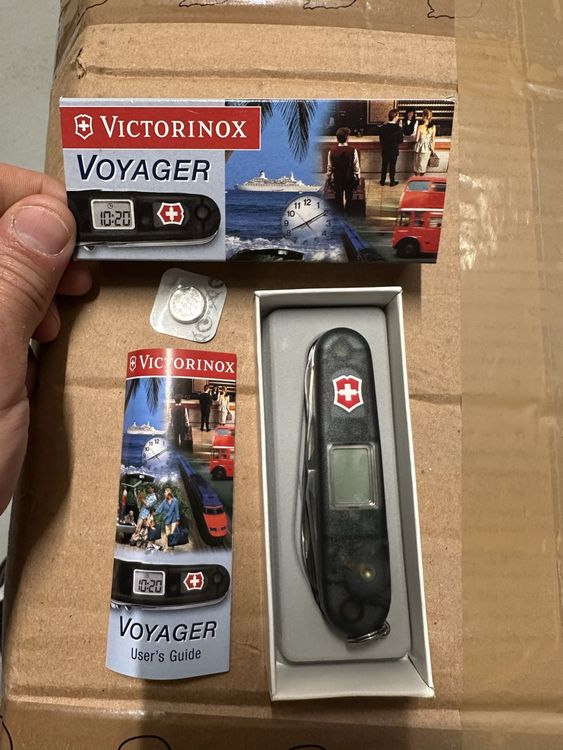 VICTORINOX
VOYAGER
10:20
VICTORINOX
10:20
VOYAGER
User's Guide